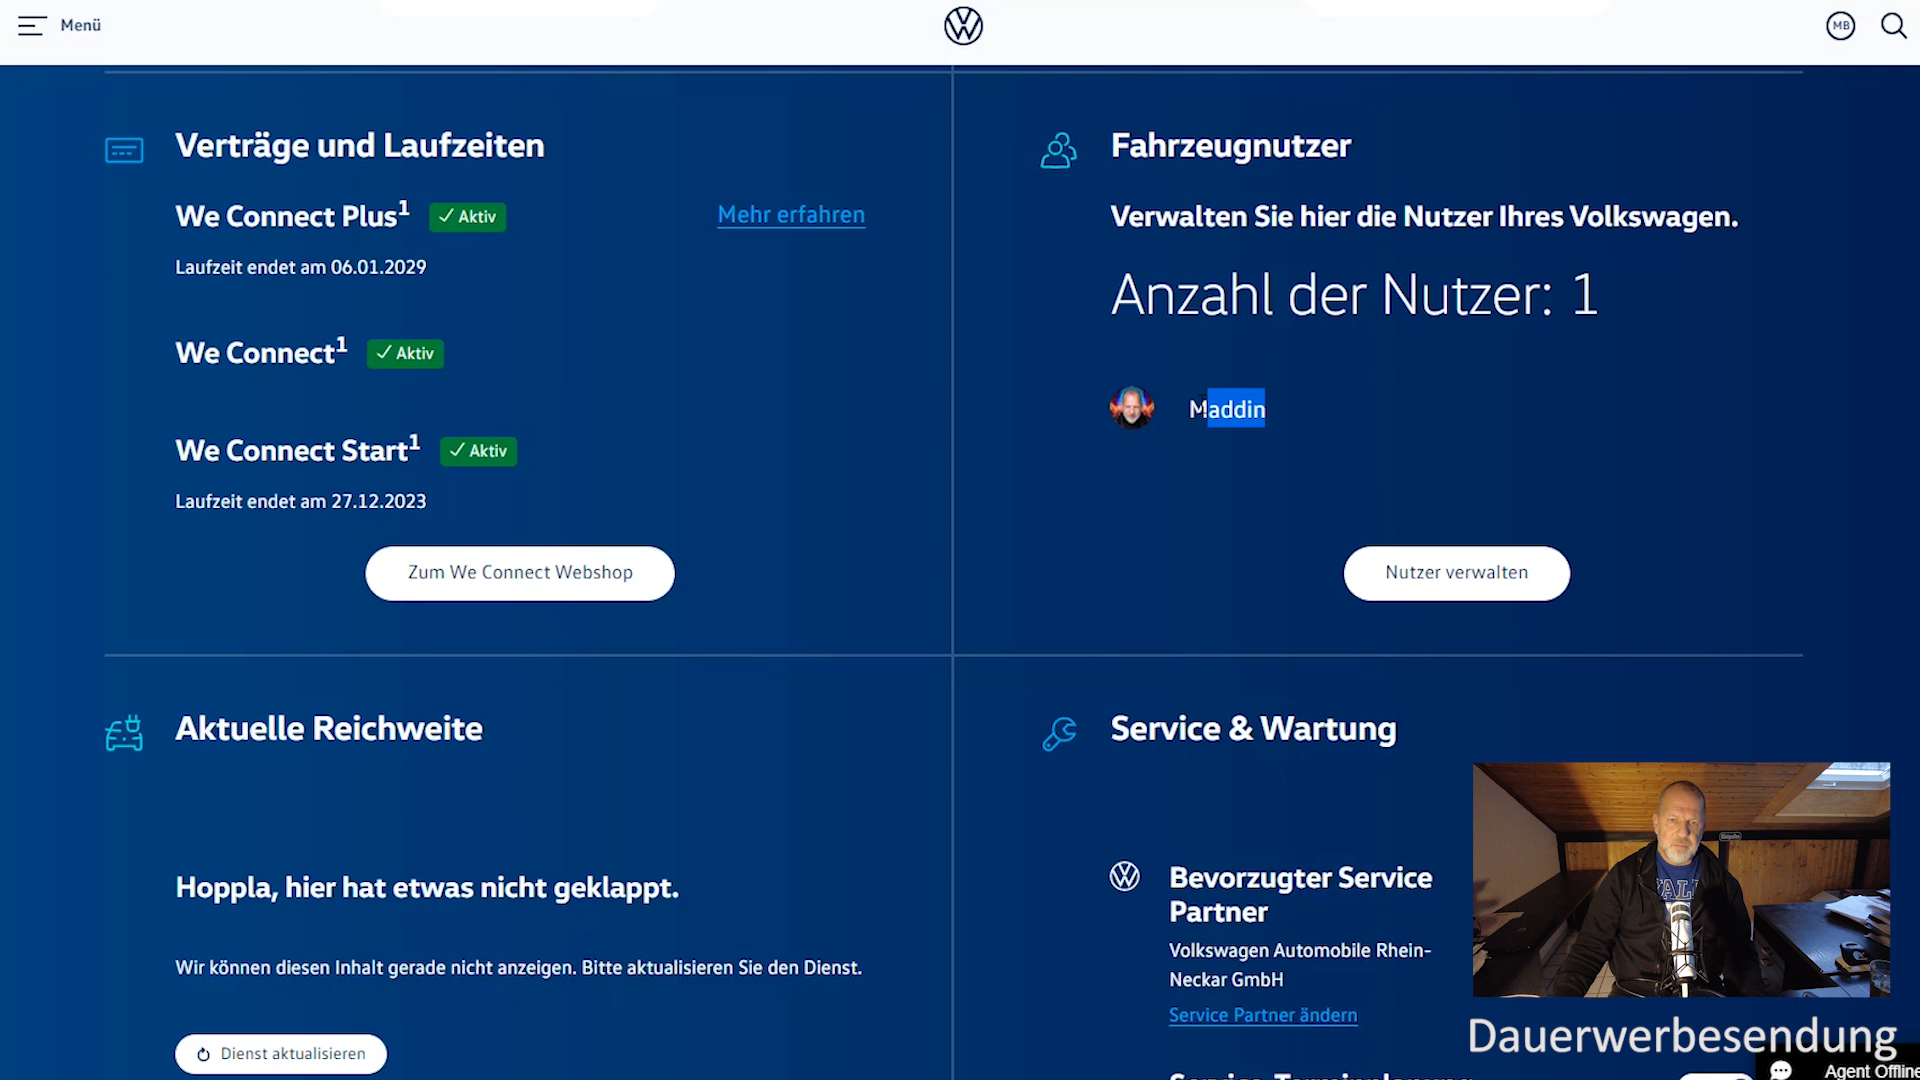 Menü
MB
Verträge und Laufzeiten
We Connect Plus1 Aktiv
Mehr erfahren
Laufzeit endet am 06.01.2029
We Connect1 Aktiv
We Connect Start1 Aktiv
Laufzeit endet am 27.12.2023
Zum We Connect Webshop
Fahrzeugnutzer
Verwalten Sie hier die Nutzer Ihres Volkswagen.
Anzahl der Nutzer: 1
Maddin
Nutzer verwalten
Aktuelle Reichweite
Hoppla, hier hat etwas nicht geklappt.
Wir können diesen Inhalt gerade nicht anzeigen. Bitte aktualisieren Sie den Dienst.
Dienst aktualisieren
Service & Wartung
Bevorzugter Service
Partner
Volkswagen Automobile Rhein-
Neckar GmbH
Service Partner ändern
Dauerwerbesendung
Agent Offline